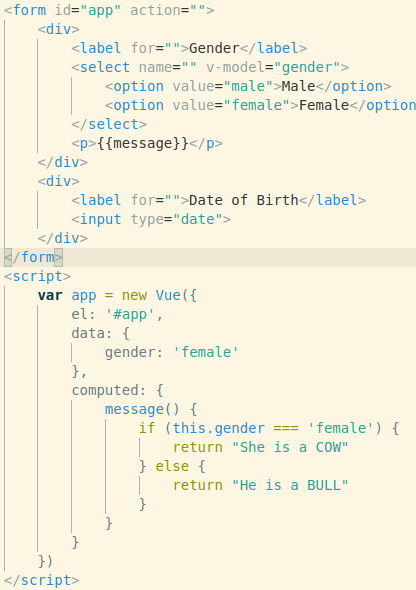 <form id="app" action="">
    <div>
        <label for="">Gender</label>
        <select name="" v-model="gender">
            <option value="male">Male</option>
            <option value="female">Female</option
        </select>
        <p>{{message}}</p>
    </div>
    <div>
        <label for="">Date of Birth</label>
        <input type="date">
    </div>
</form>
<script>
    var app = new Vue({
        el: '#app',
        data: {
            gender: 'female'
        },
        computed: {
            message() {
                if (this.gender === 'female') {
                    return "She is a COW"
                } else {
                    return "He is a BULL"
                }
            }
        }
    })
</script>